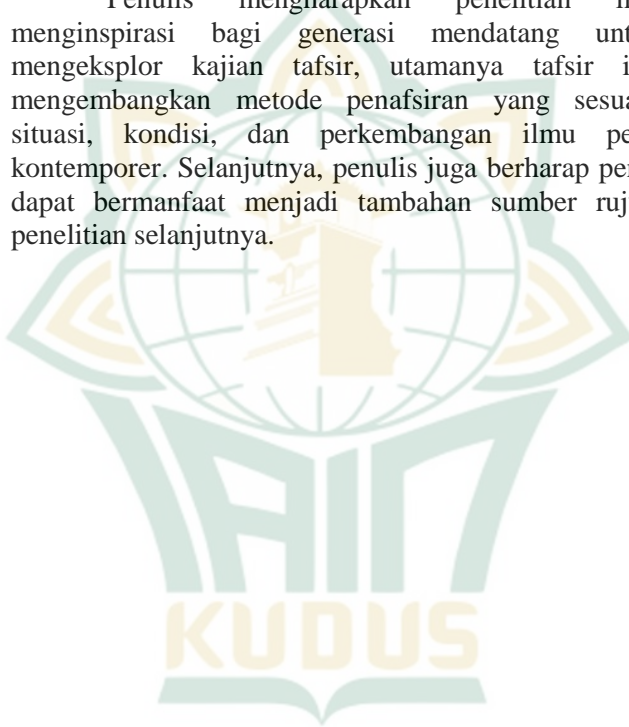 Penulis mengharapkan penelitian
menginspirasi bagi generasi mendatang
mengeksplor kajian tafsir, utamanya tafsir
mengembangkan metode penafsiran yang
situasi, kondisi, dan perkembangan ilmu
kontemporer. Selanjutnya, penulis juga berharap
dapat bermanfaat menjadi tambahan sumber
penelitian selanjutnya.
IAIN
KUDUS